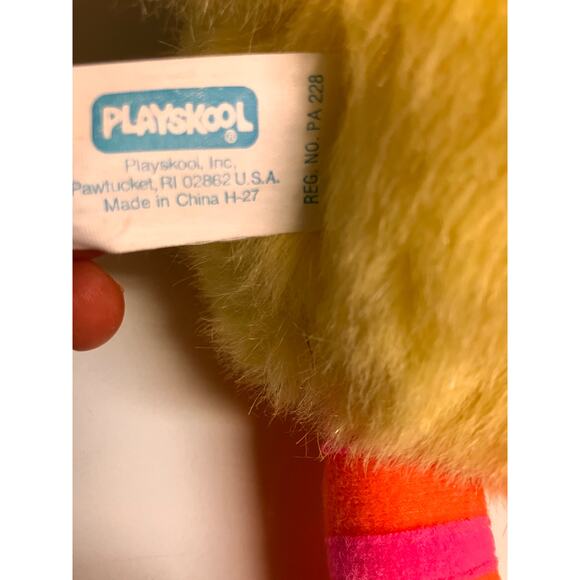 PLAYSKOOL®
Playskool, Inc.
Pawtucket, RI 02862 U.S.A.
Made in China H-27
REG. NO. PA 228